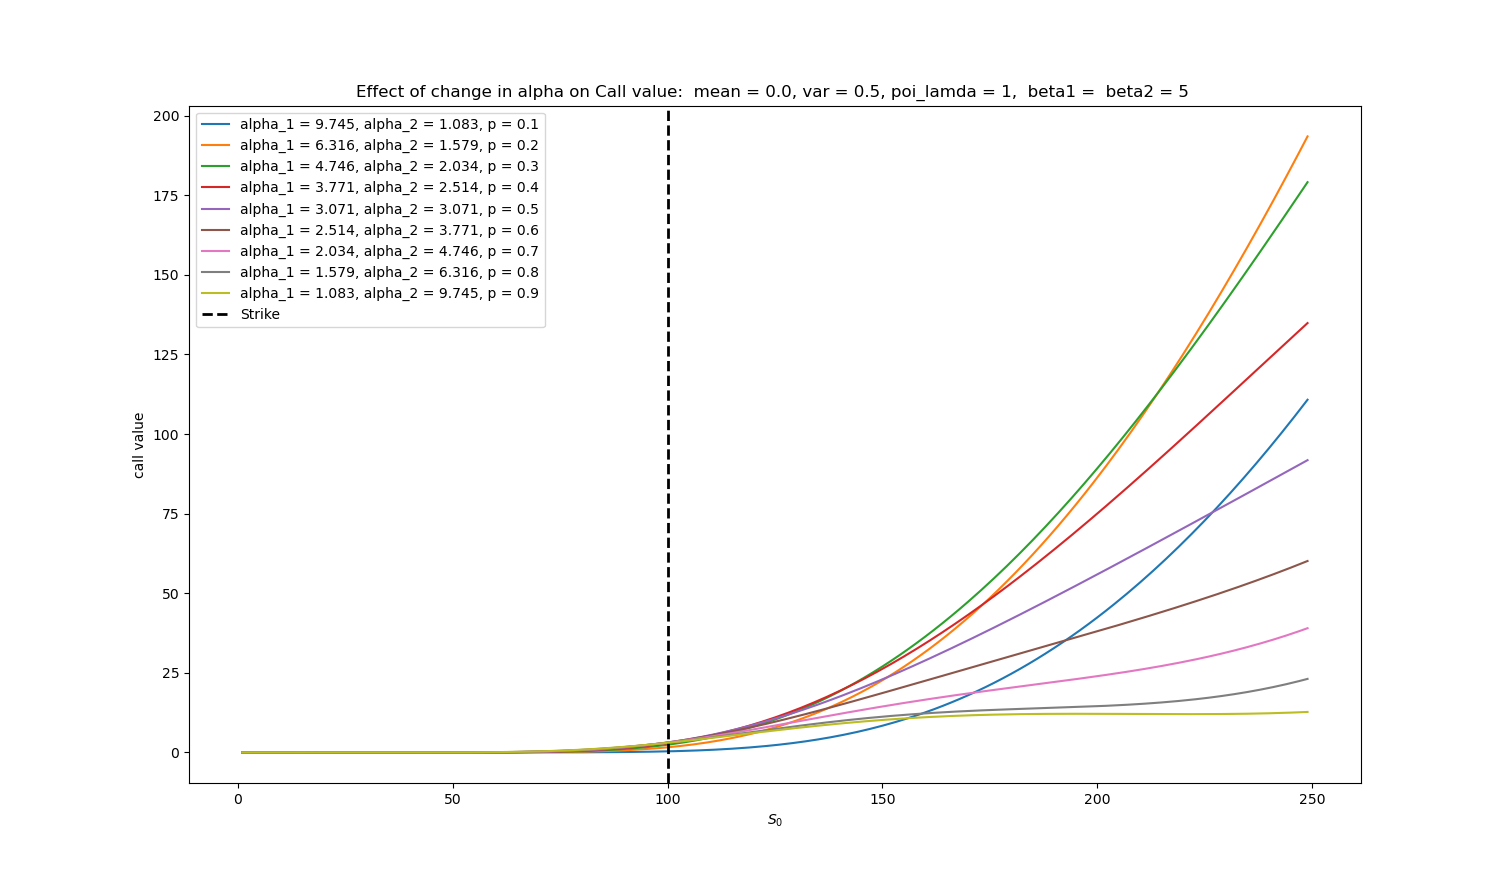 Effect of change in alpha on Call value:  mean = 0.0, var = 0.5, poi_lamda = 1,  beta1 =  beta2 = 5
alpha_1 = 9.745, alpha_2 = 1.083, p = 0.1
alpha_1 = 6.316, alpha_2 = 1.579, p = 0.2
alpha_1 = 4.746, alpha_2 = 2.034, p = 0.3
alpha_1 = 3.771, alpha_2 = 2.514, p = 0.4
alpha_1 = 3.071, alpha_2 = 3.071, p = 0.5
alpha_1 = 2.514, alpha_2 = 3.771, p = 0.6
alpha_1 = 2.034, alpha_2 = 4.746, p = 0.7
alpha_1 = 1.579, alpha_2 = 6.316, p = 0.8
alpha_1 = 1.083, alpha_2 = 9.745, p = 0.9
Strike
200
175
150
125
100
75
50
25
0
call value
0 50 100 150 200 250
S₀